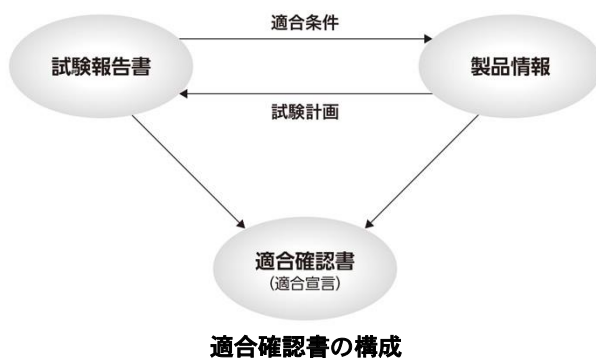 適合条件
試験報告書
製品情報
試験計画
適合確認書
(適合宣言)
適合確認書の構成